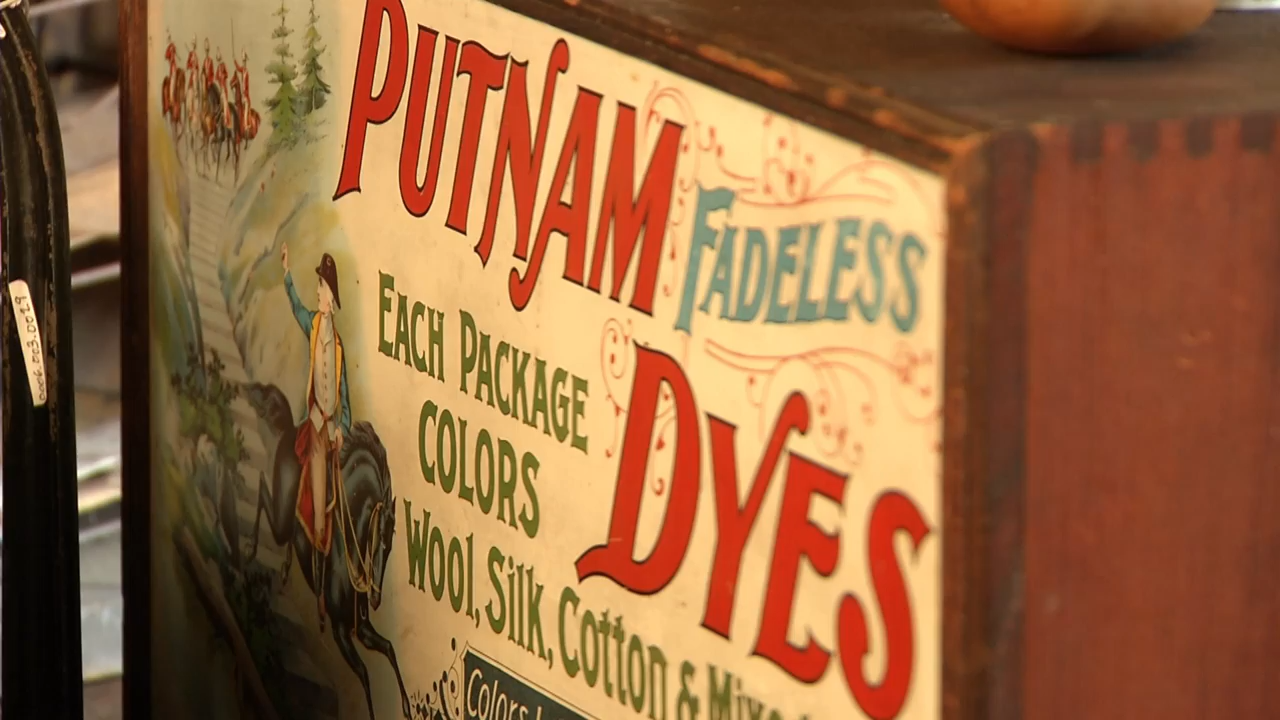 PUTNAM
FADELESS
DYES
EACH PACKAGE
COLORS
Wool, Silk, Cotton &
Colors